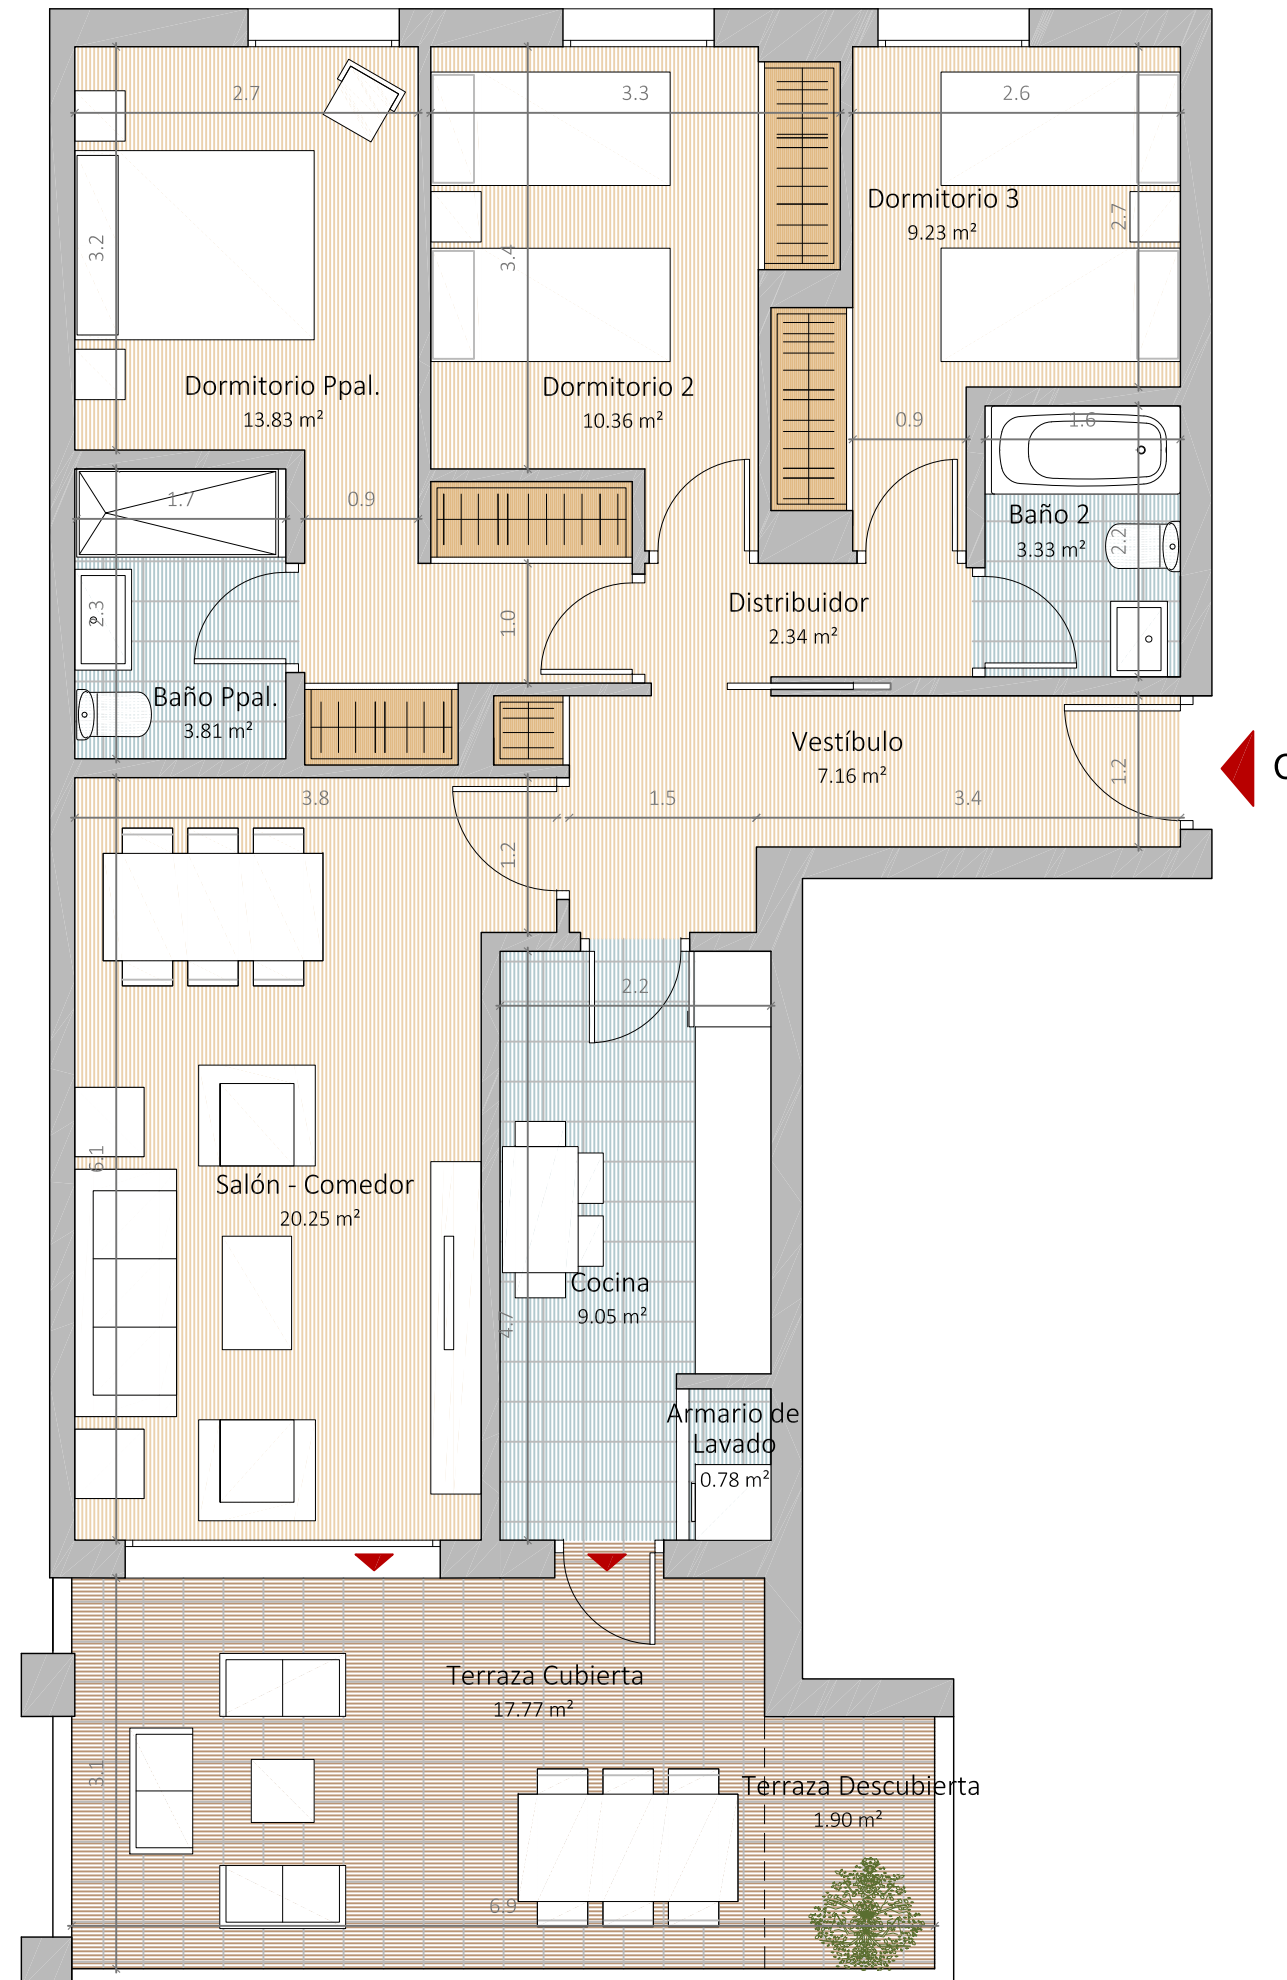 2.7
3.3
2.6
3.2
3.4
2.7
Dormitorio 3
9.23 m²
Dormitorio Ppal.
13.83 m²
Dormitorio 2
10.36 m²
0.9
1.6
1.7
0.9
Baño 2
3.33 m²
2.2
2.3
1.0
Distribuidor
2.34 m²
Baño Ppal.
3.81 m²
Vestíbulo
7.16 m²
1.2
3.8
1.5
3.4
1.2
2.2
6.1
Salón - Comedor
20.25 m²
Cocina
9.05 m²
4.7
Armario de
Lavado
0.78 m²
Terraza Cubierta
17.77 m²
3.1
Terraza Descubierta
1.90 m²
6.9